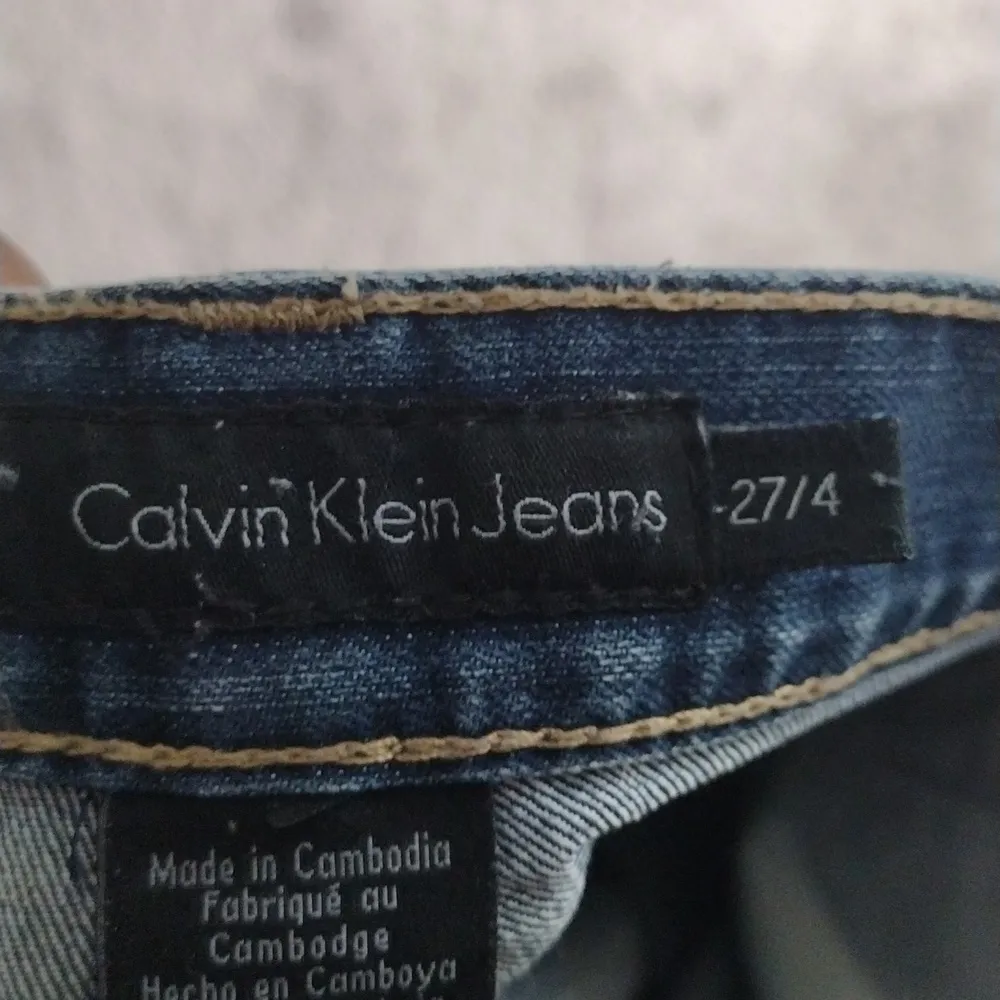 Calvin Klein Jeans
27/4
Made in Cambodia
Fabriqué au
Cambodge
Hecho en Camboya